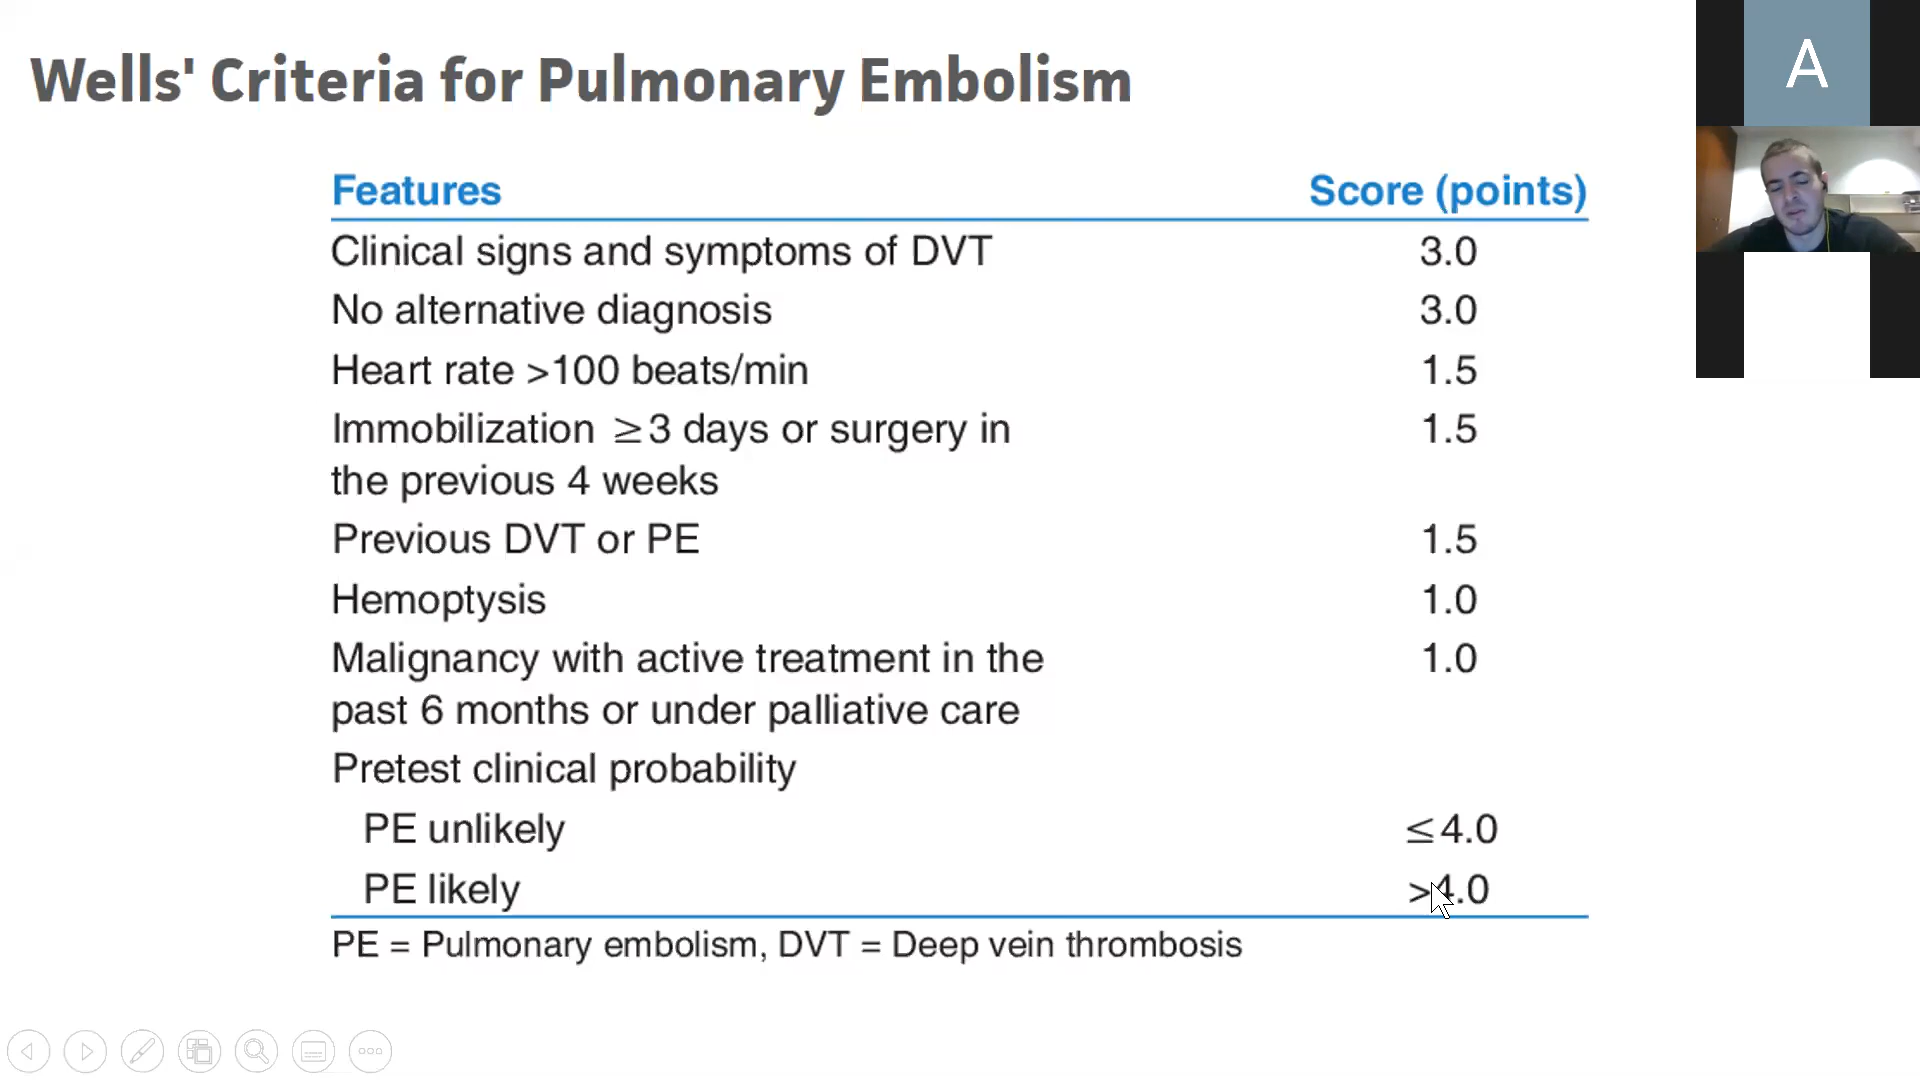 Wells' Criteria for Pulmonary Embolism
A
Features Score (points)
Clinical signs and symptoms of DVT 3.0
No alternative diagnosis 3.0
Heart rate >100 beats/min 1.5
Immobilization ≥3 days or surgery in 1.5
the previous 4 weeks
Previous DVT or PE 1.5
Hemoptysis 1.0
Malignancy with active treatment in the 1.0
past 6 months or under palliative care
Pretest clinical probability
PE unlikely ≤4.0
PE likely >4.0
PE = Pulmonary embolism, DVT = Deep vein thrombosis